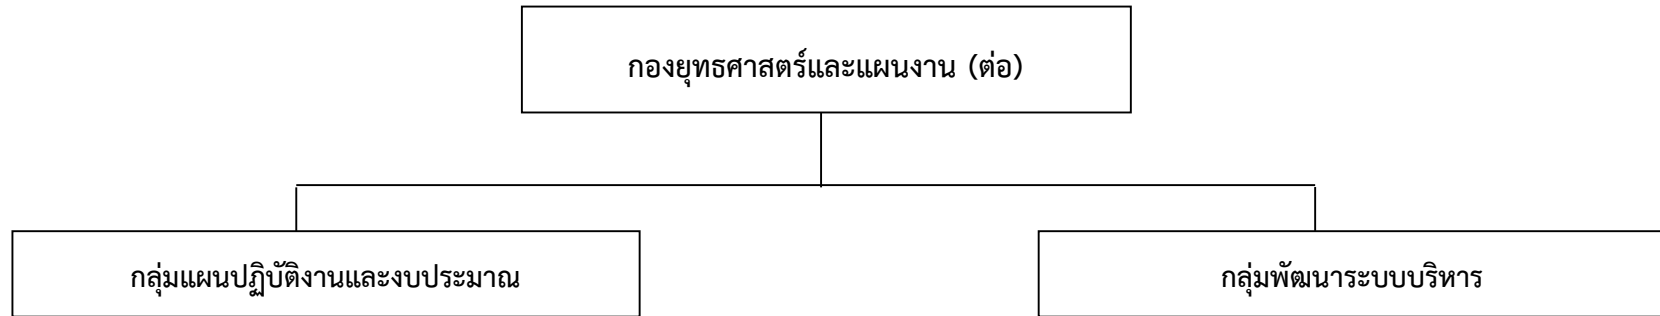 กองยุทธศาสตร์และแผนงาน (ต่อ)
กลุ่มแผนปฏิบัติงานและงบประมาณ
กลุ่มพัฒนาระบบบริหาร